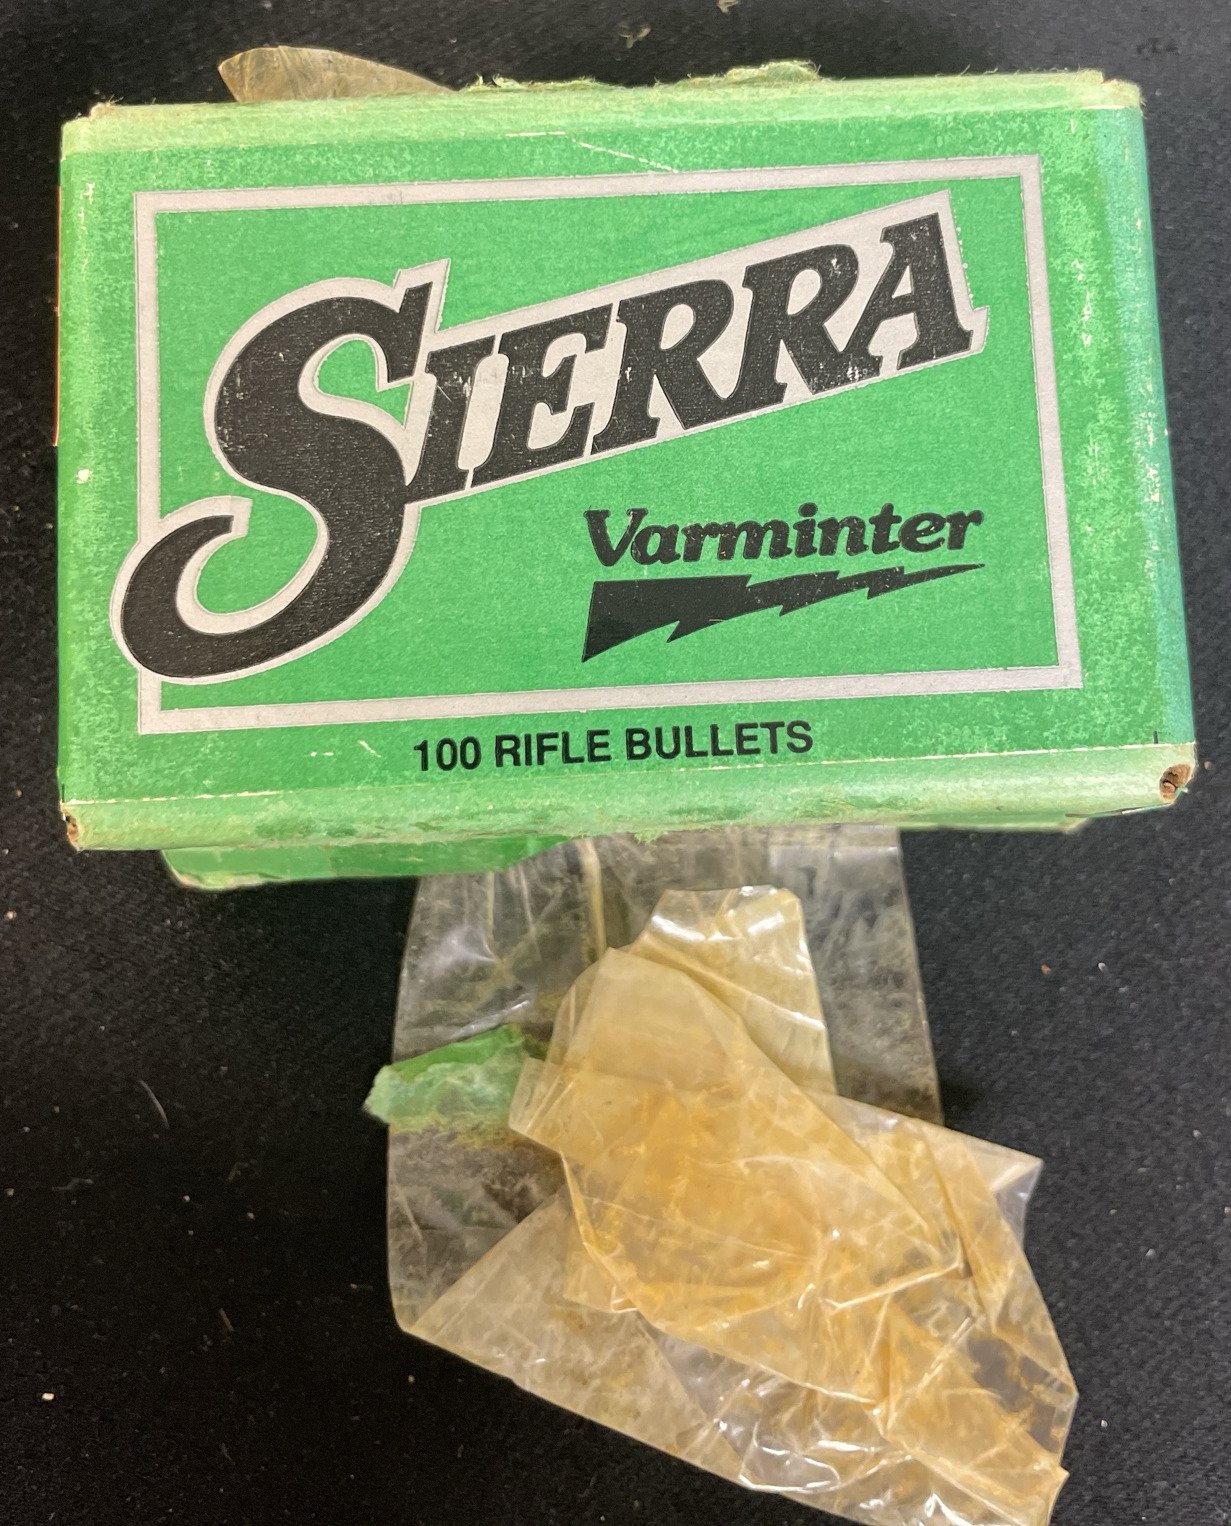 SIERRA
Varminter
100 RIFLE BULLETS